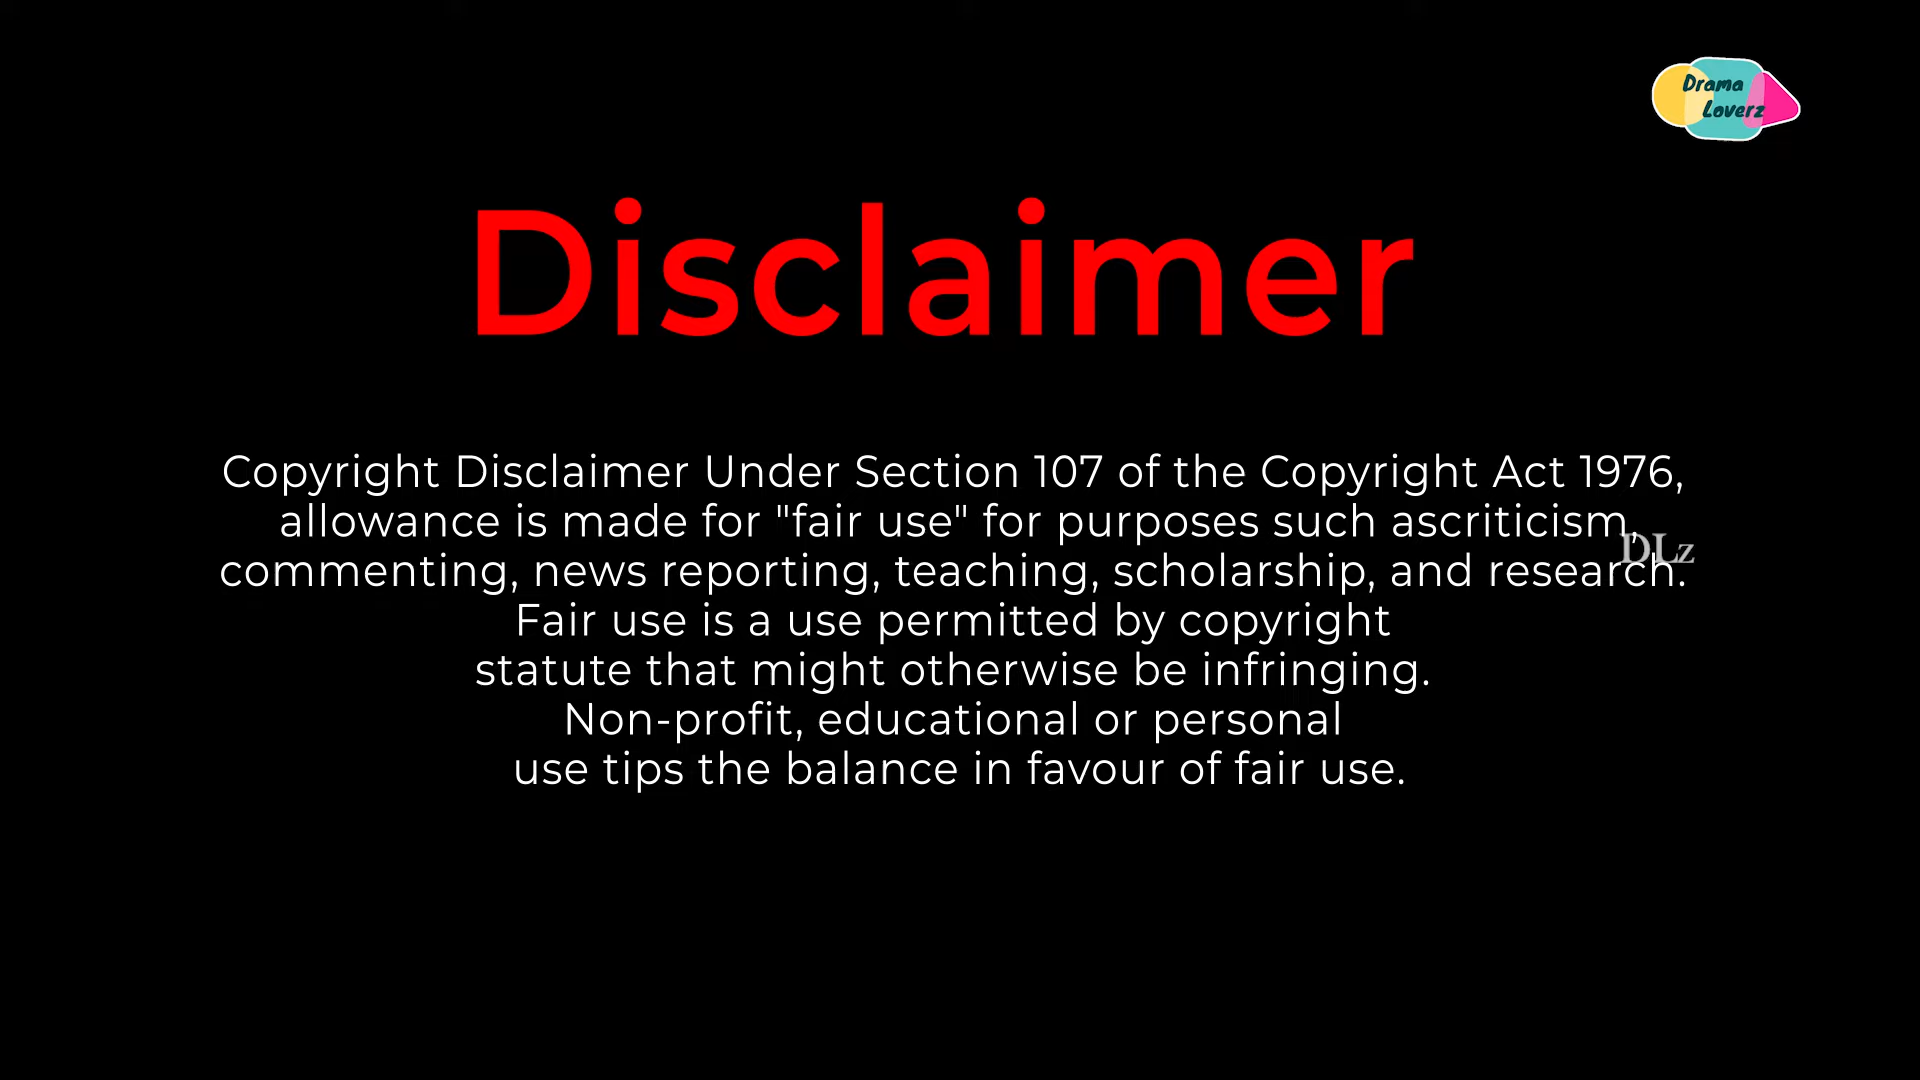 Drama
Loverz
Disclaimer
Copyright Disclaimer Under Section 107 of the Copyright Act 1976,
allowance is made for "fair use" for purposes such ascriticism,
DLz
commenting, news reporting, teaching, scholarship, and research.
Fair use is a use permitted by copyright
statute that might otherwise be infringing.
Non-profit, educational or personal
use tips the balance in favour of fair use.